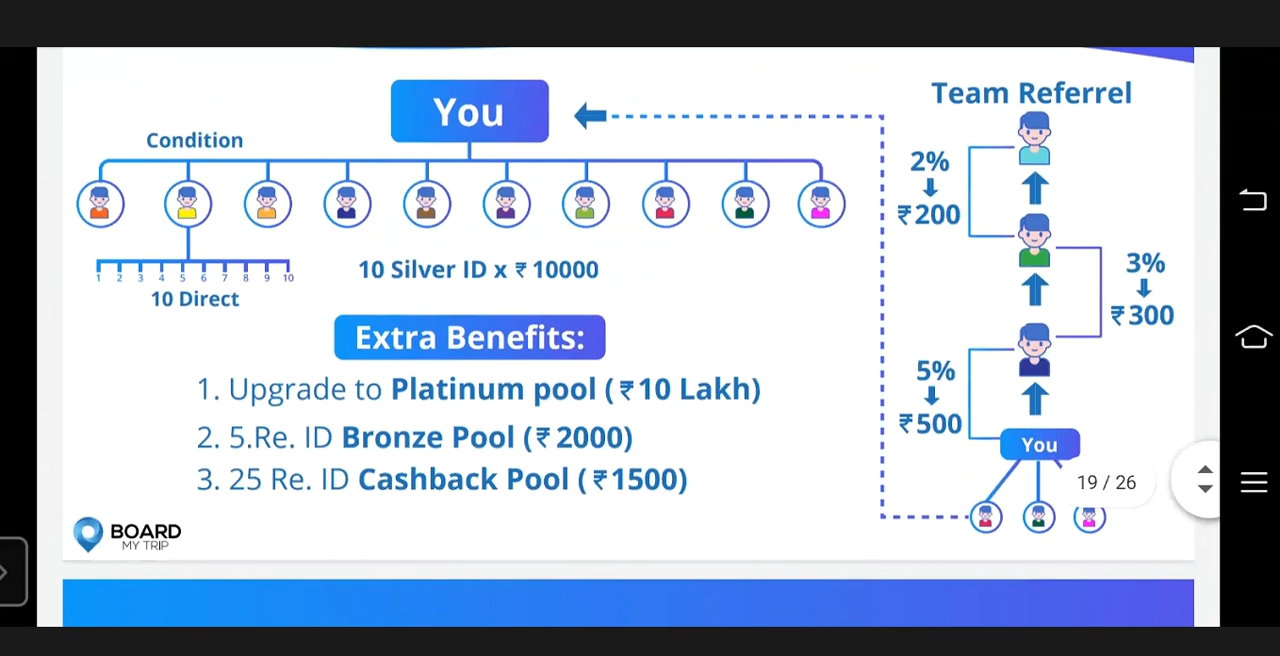 You
Condition
1 2 3 4 5 6 7 8 9 10
10 Direct
10 Silver ID x ₹ 10000
Extra Benefits:
1. Upgrade to Platinum pool (₹10 Lakh)
2. 5.Re. ID Bronze Pool (₹ 2000)
3. 25 Re. ID Cashback Pool (₹1500)
BOARD
MY TRIP
Team Referrel
2%
₹200
3%
₹300
5%
₹500
You
19 / 26